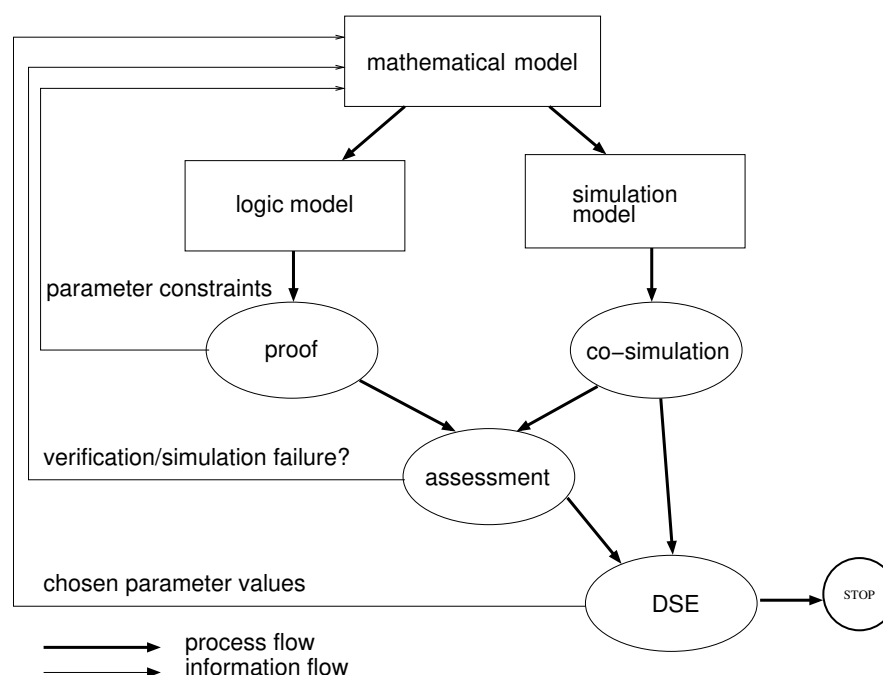 mathematical model
logic model
simulation
model
parameter constraints
proof
co−simulation
verification/simulation failure?
assessment
chosen parameter values
DSE
STOP
process flow
information flow